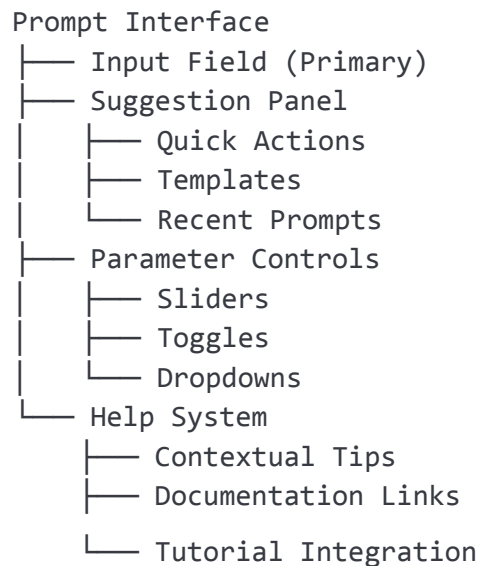 Prompt Interface
├── Input Field (Primary)
├── Suggestion Panel
│   ├── Quick Actions
│   ├── Templates
│   └── Recent Prompts
├── Parameter Controls
│   ├── Sliders
│   ├── Toggles
│   └── Dropdowns
└── Help System
    ├── Contextual Tips
    ├── Documentation Links
    └── Tutorial Integration